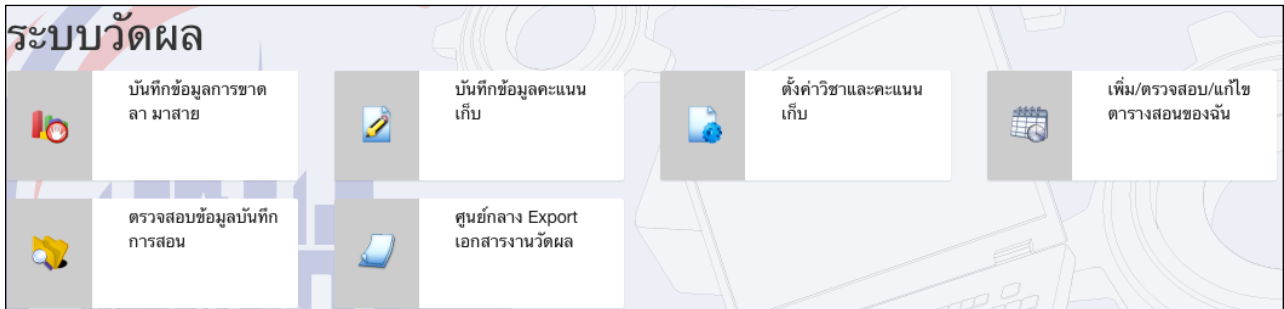 ระบบวัดผล
บันทึกข้อมูลการขาด
ลา มาสาย
บันทึกข้อมูลคะแนน
เก็บ
ตั้งค่าวิชาและคะแนน
เก็บ
เพิ่ม/ตรวจสอบ/แก้ไข
ตารางสอนของฉัน
ตรวจสอบข้อมูลบันทึก
การสอน
ศูนย์กลาง Export
เอกสารงานวัดผล